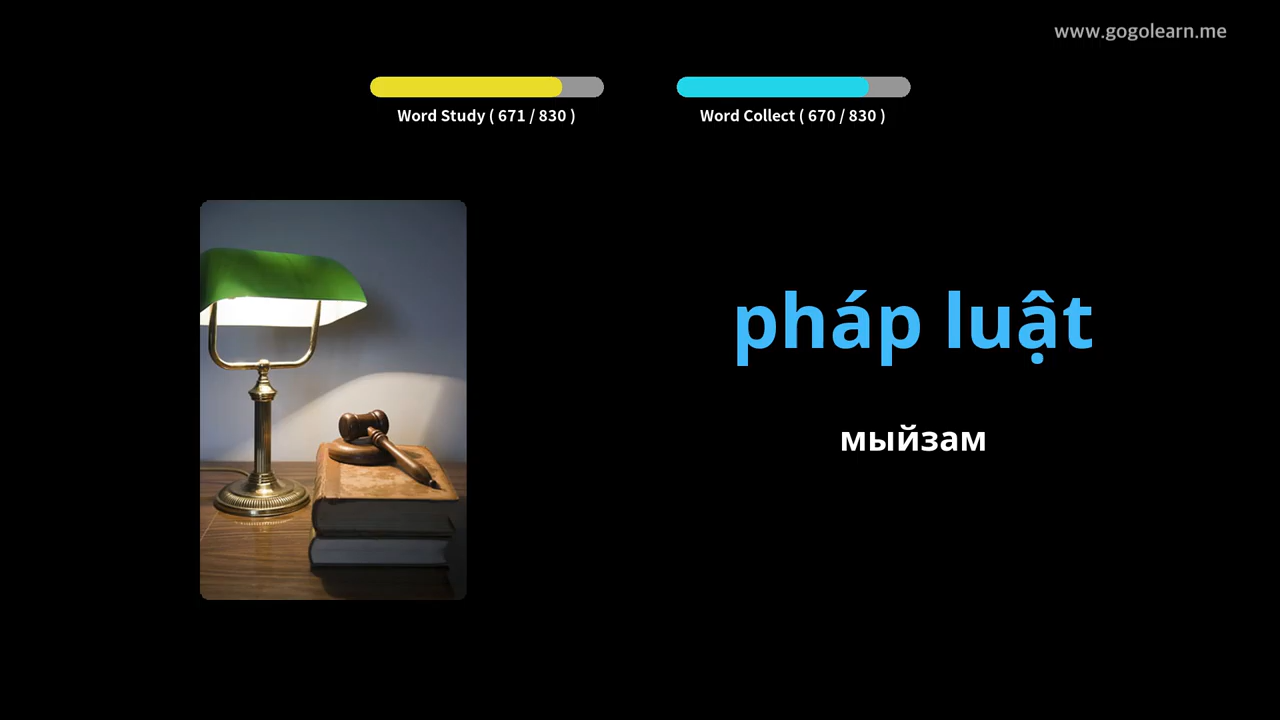 www.gogolearn.me
Word Study ( 671 / 830 )
Word Collect ( 670 / 830 )
pháp luật
мыйзам